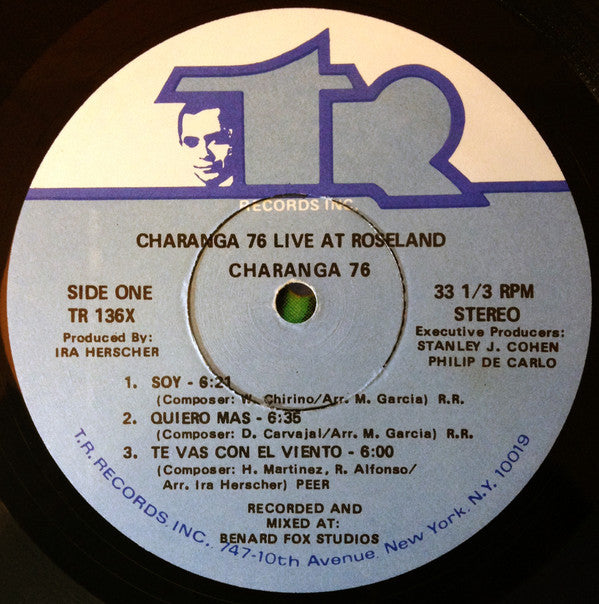 TR
RECORDS INC.
CHARANGA 76 LIVE AT ROSELAND
CHARANGA 76
SIDE ONE
TR 136X
Produced By:
IRA HERSCHER
33 1/3 RPM
STEREO
Executive Producers:
STANLEY J. COHEN
PHILIP DE CARLO
1. SOY - 6:21
(Composer: W. Chirino/Arr. M. Garcia) R.R.
2. QUIERO MAS - 6:35
(Composer: D. Carvajal/Arr. M. Garcia) R.R.
3. TE VAS CON EL VIENTO - 6:00
(Composer: H. Martinez, R. Alfonso/
Arr. Ira Herscher) PEER
RECORDED AND
MIXED AT:
BENARD FOX STUDIOS
T.R. RECORDS, INC., 747-10th Avenue, New York, N.Y. 10019